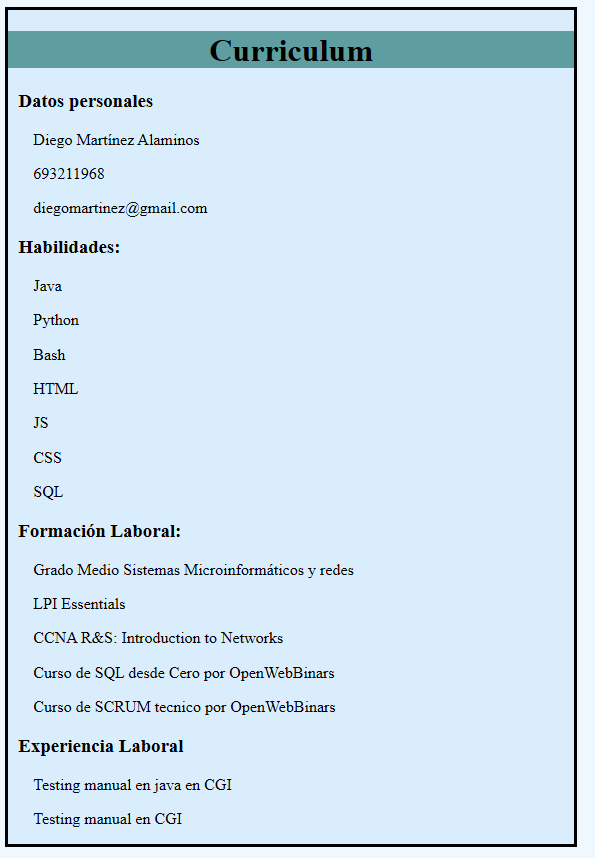 Curriculum
Datos personales
Diego Martínez Alaminos
693211968
diegomartinez@gmail.com
Habilidades:
Java
Python
Bash
HTML
JS
CSS
SQL
Formación Laboral:
Grado Medio Sistemas Microinformáticos y redes
LPI Essentials
CCNA R&S: Introduction to Networks
Curso de SQL desde Cero por OpenWebBinars
Curso de SCRUM tecnico por OpenWebBinars
Experiencia Laboral
Testing manual en java en CGI
Testing manual en CGI